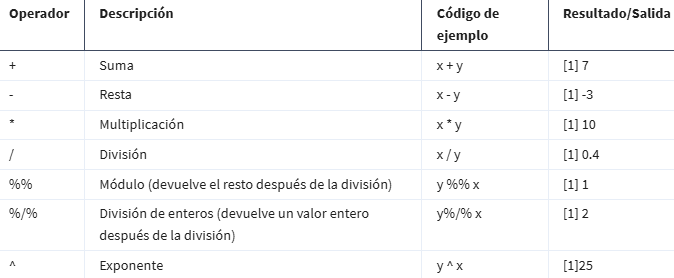 Operador Descripción Código de ejemplo Resultado/Salida
+ Suma x + y [1] 7
- Resta x - y [1] -3
* Multiplicación x * y [1] 10
/ División x / y [1] 0.4
%% Módulo (devuelve el resto después de la división) y %% x [1] 1
%/% División de enteros (devuelve un valor entero después de la división) y%/% x [1] 2
^ Exponente y ^ x [1]25